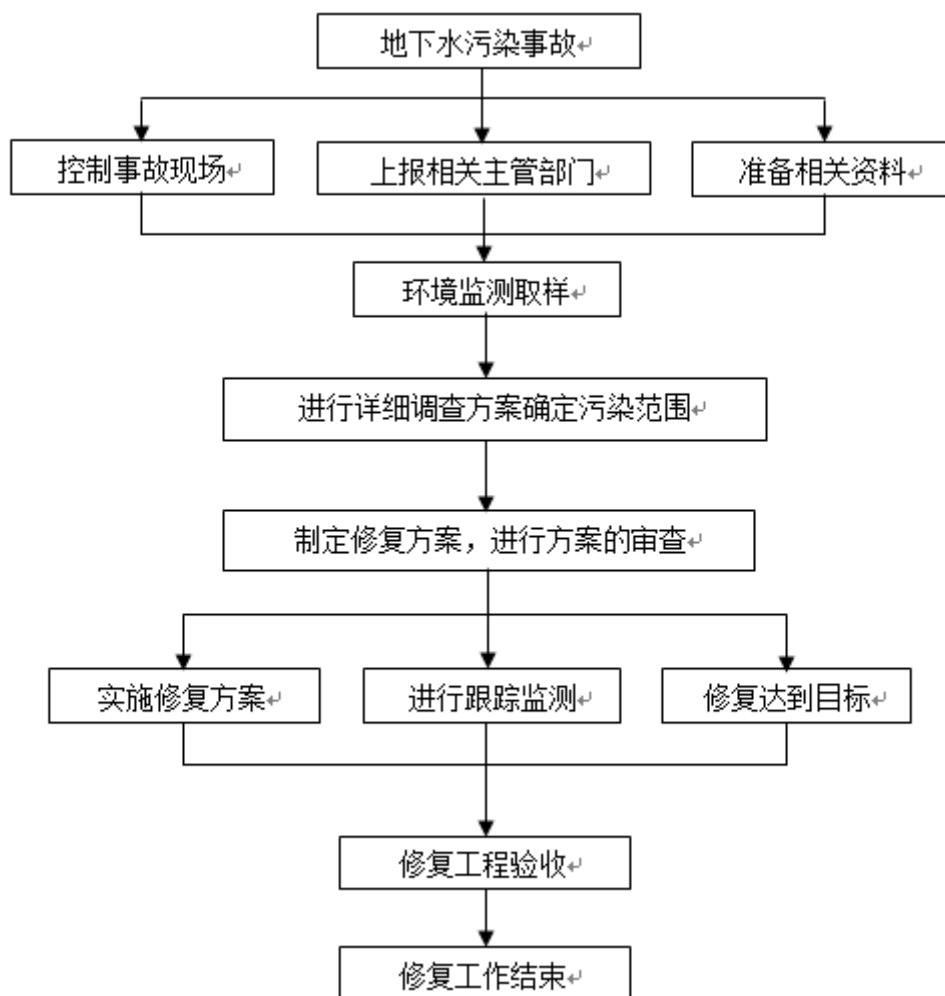 地下水污染事故
控制事故现场
上报相关主管部门
准备相关资料
环境监测取样
进行详细调查方案确定污染范围
制定修复方案，进行方案的审查
实施修复方案
进行跟踪监测
修复达到目标
修复工程验收
修复工作结束